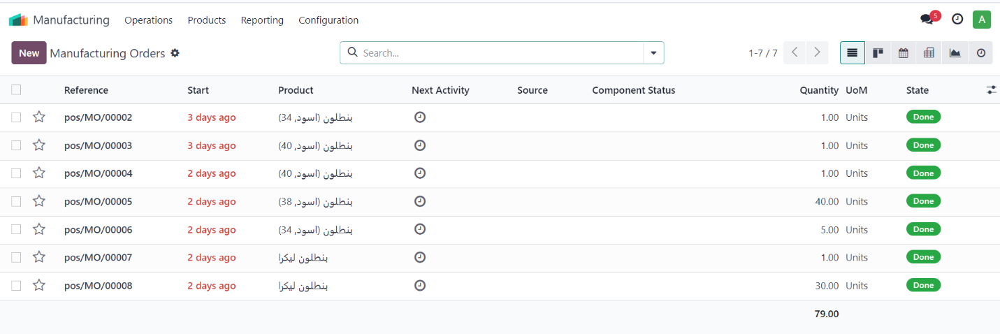 Manufacturing Operations Products Reporting Configuration 5 A
New Manufacturing Orders Search... 1-7 / 7
Reference Start Product Next Activity Source Component Status Quantity UoM State
pos/MO/00002 3 days ago بنطلون (اسود, 34) 1.00 Units Done
pos/MO/00003 3 days ago بنطلون (اسود, 40) 1.00 Units Done
pos/MO/00004 2 days ago بنطلون (اسود, 40) 1.00 Units Done
pos/MO/00005 2 days ago بنطلون (اسود, 38) 40.00 Units Done
pos/MO/00006 2 days ago بنطلون (اسود, 34) 5.00 Units Done
pos/MO/00007 2 days ago بنطلون ليكرا 1.00 Units Done
pos/MO/00008 2 days ago بنطلون ليكرا 30.00 Units Done
79.00